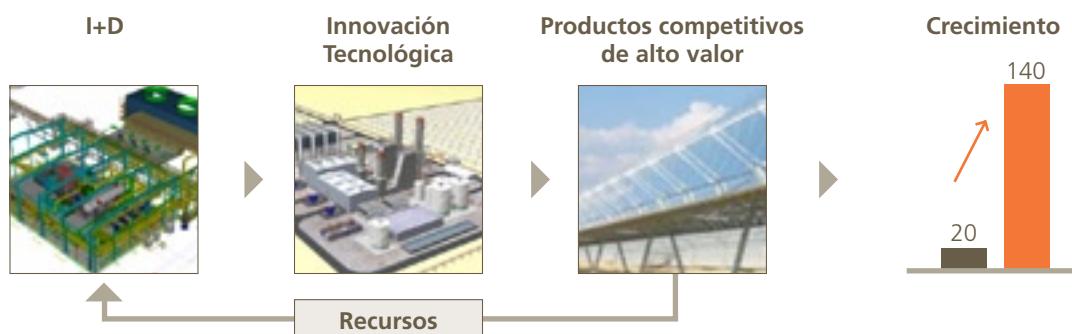 I+D
Innovación
Tecnológica
Productos competitivos
de alto valor
Crecimiento
140
20
Recursos